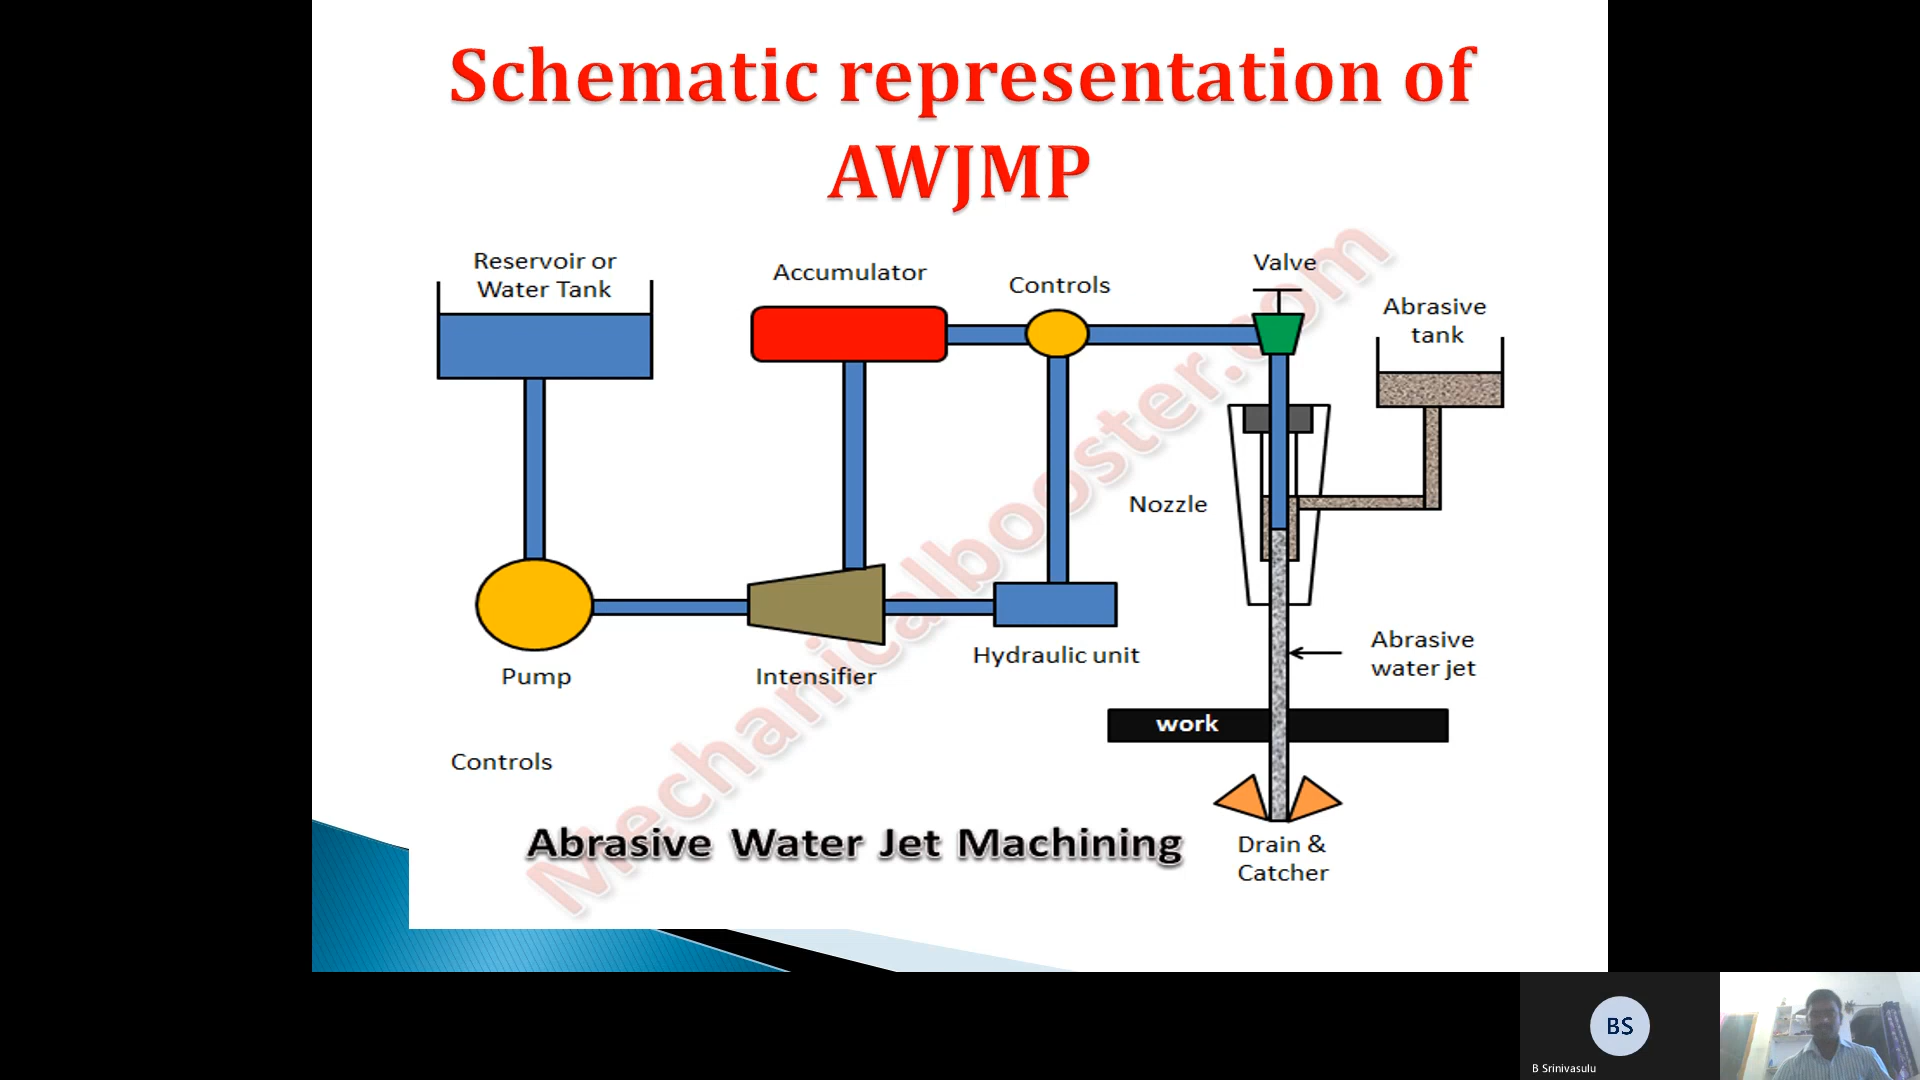 Schematic representation of
AWJMP
Reservoir or
Water Tank
Accumulator
Controls
Valve
Abrasive
tank
Nozzle
Pump
Intensifier
Hydraulic unit
Abrasive
water jet
work
Controls
Abrasive Water Jet Machining
Drain &
Catcher
Mechanicalbooster.com
BS
B Srinivasulu